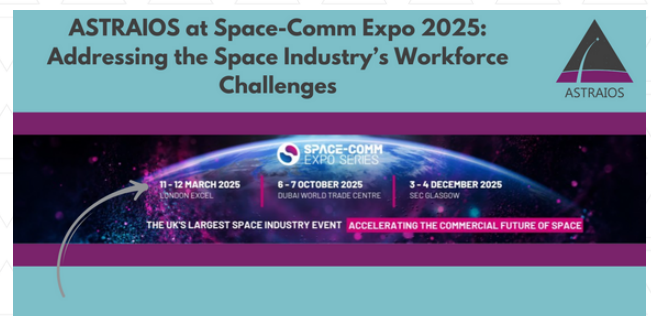 ASTRAIOS at Space-Comm Expo 2025:
Addressing the Space Industry's Workforce
Challenges
ASTRAIOS
SPACE-COMM
EXPO SERIES
11 - 12 MARCH 2025
LONDON EXCEL
6 - 7 OCTOBER 2025
DUBAI WORLD TRADE CENTRE
3 - 4 DECEMBER 2025
SEC GLASGOW
THE UK'S LARGEST SPACE INDUSTRY EVENT ACCELERATING THE COMMERCIAL FUTURE OF SPACE